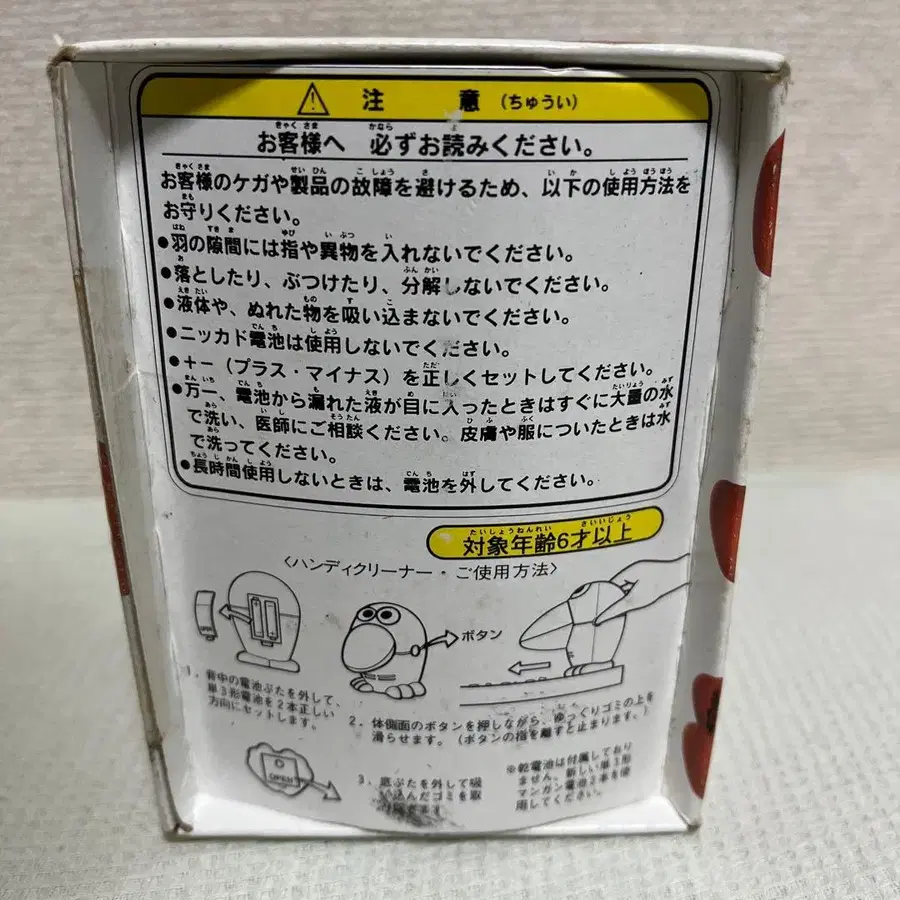 注意(ちゅうい)
お客様へ 必ずお読みください。
お客様のケガや製品の故障を避けるため、以下の使用方法を
お守りください。
●羽の隙間には指や異物を入れないでください。
●落としたり、ぶつけたり、分解しないでください。
●液体や、ぬれた物を吸い込まないでください。
●ニッカド電池は使用しないでください。
●+−(プラス・マイナス)を正しくセットしてください。
●万一、電池から漏れた液が目に入ったときはすぐに大量の水
で洗い、医師にご相談ください。皮膚や服についたときは水
で洗ってください。
●長時間使用しないときは、電池を外してください。
対象年齢6才以上
〈ハンディクリーナー・ご使用方法〉
ボタン
1. 背中の電池ぶたを外して、
単3形電池を2本正しい
方向にセットします。
2. 体側面のボタンを押しながら、ゆっくりゴミの上を
滑らせます。(ボタンの指を離すと止まります。)
OPEN
3. 底ぶたを外して吸
い込んだゴミを取
※乾電池は付属しており
ません。新しい単3形
マンガン電池2本を使
用してください。